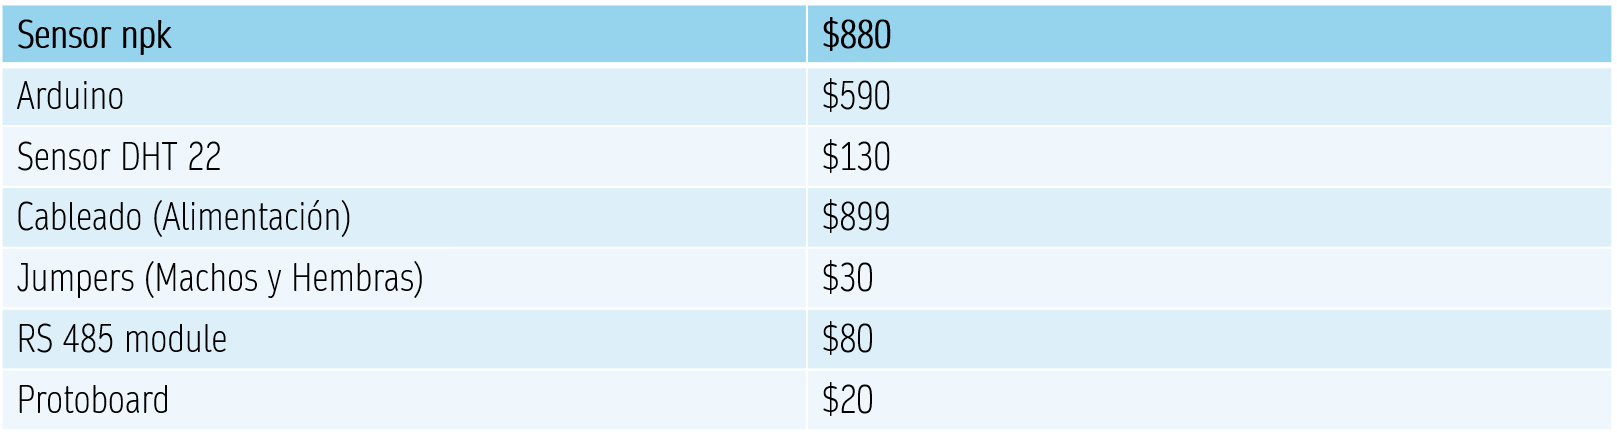 Sensor npk $880
Arduino $590
Sensor DHT 22 $130
Cableado (Alimentación) $899
Jumpers (Machos y Hembras) $30
RS 485 module $80
Protoboard $20